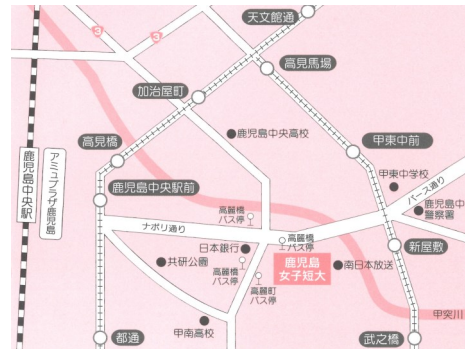 天文館通
3
3
高見馬場
加治屋町
鹿児島中央高校
甲東中前
高見橋
甲東中学校
パース通り
鹿児島中央駅
アミュプラザ鹿児島
鹿児島中央駅前
高麗橋
バス停
鹿児島中
警察署
ナポリ通り
日本銀行
高麗橋
バス停
新屋敷
共研公園
高麗橋
バス停
鹿児島
女子短大
南日本放送
高麗町
バス停
甲突川
甲南高校
都通
武之橋